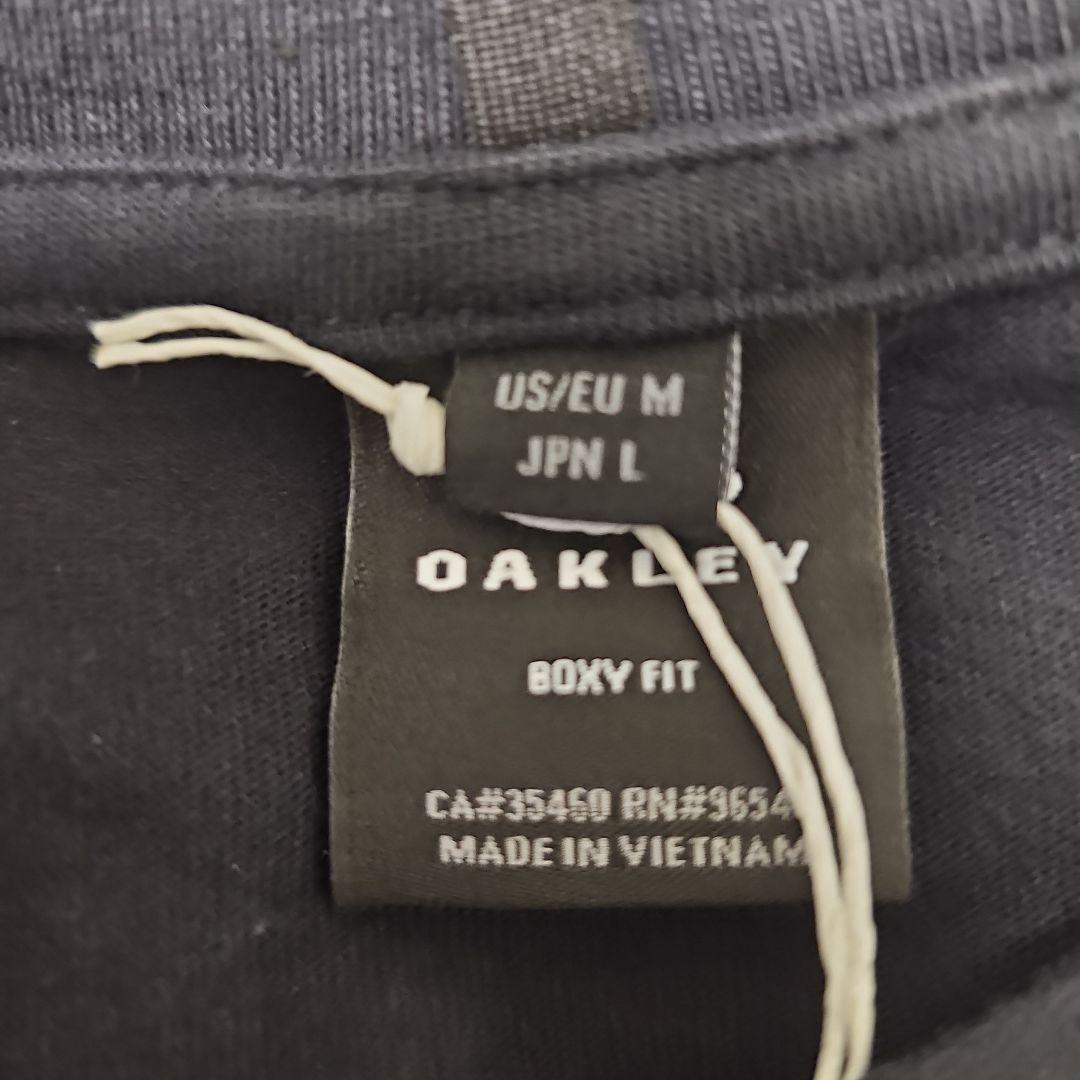 US/EU M
JPN L
OAKLEY
BOXY FIT
CA#35460
MADE IN VIETNAM